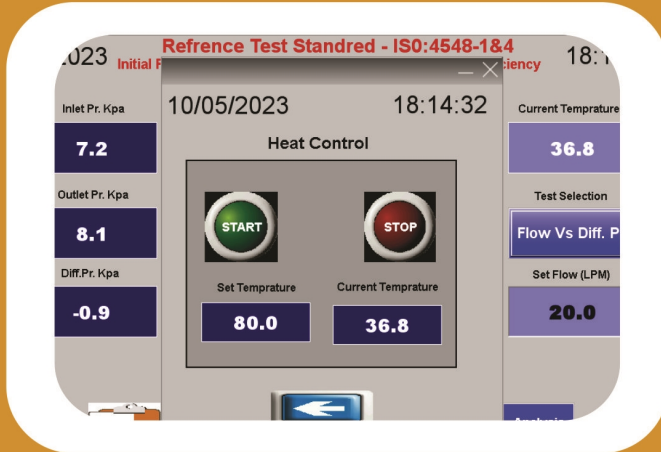 .023 Refrence Test Standred - IS0:4548-1&4 18:1
Initial F ciency
10/05/2023 18:14:32
Heat Control
START STOP
Set Temprature Current Temprature
80.0 36.8
Inlet Pr. Kpa
7.2
Outlet Pr. Kpa
8.1
Diff.Pr. Kpa
-0.9
Current Temprature
36.8
Test Selection
Flow Vs Diff. P
Set Flow (LPM)
20.0